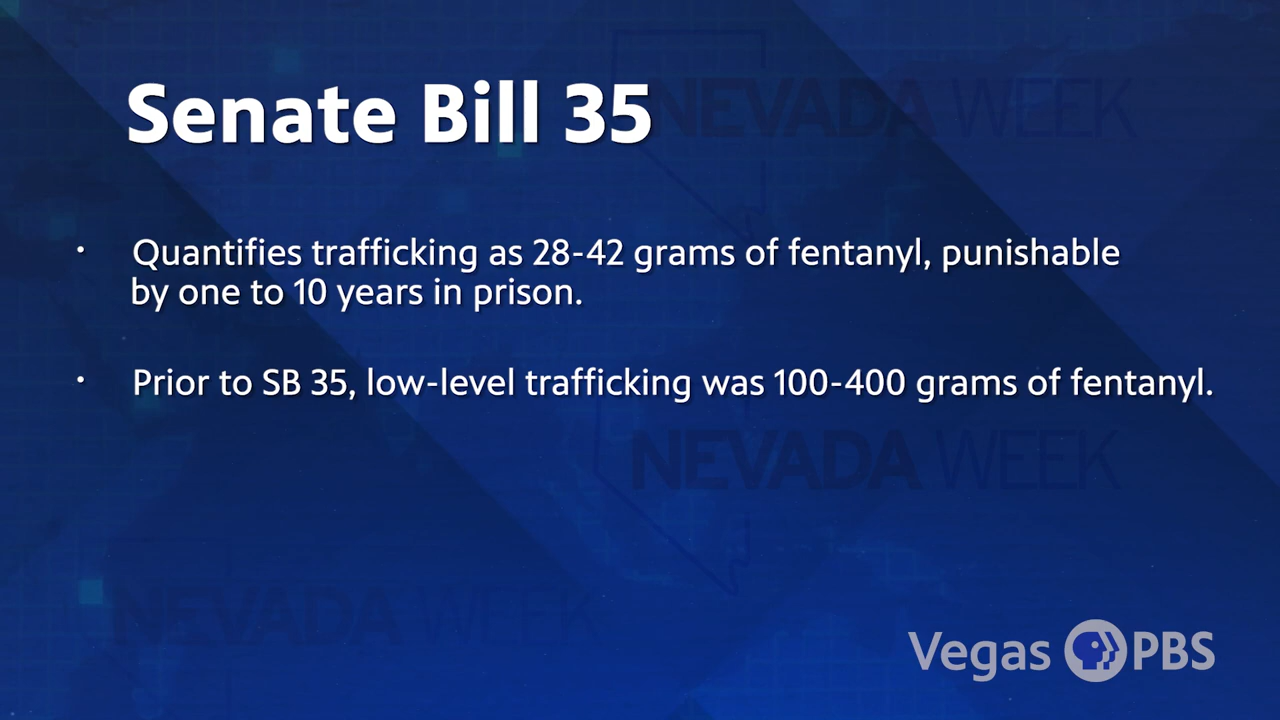 NEVADA WEEK
Senate Bill 35
· Quantifies trafficking as 28-42 grams of fentanyl, punishable
by one to 10 years in prison.
· Prior to SB 35, low-level trafficking was 100-400 grams of fentanyl.
NEVADA WEEK
NEVADA WEEK
Vegas PBS